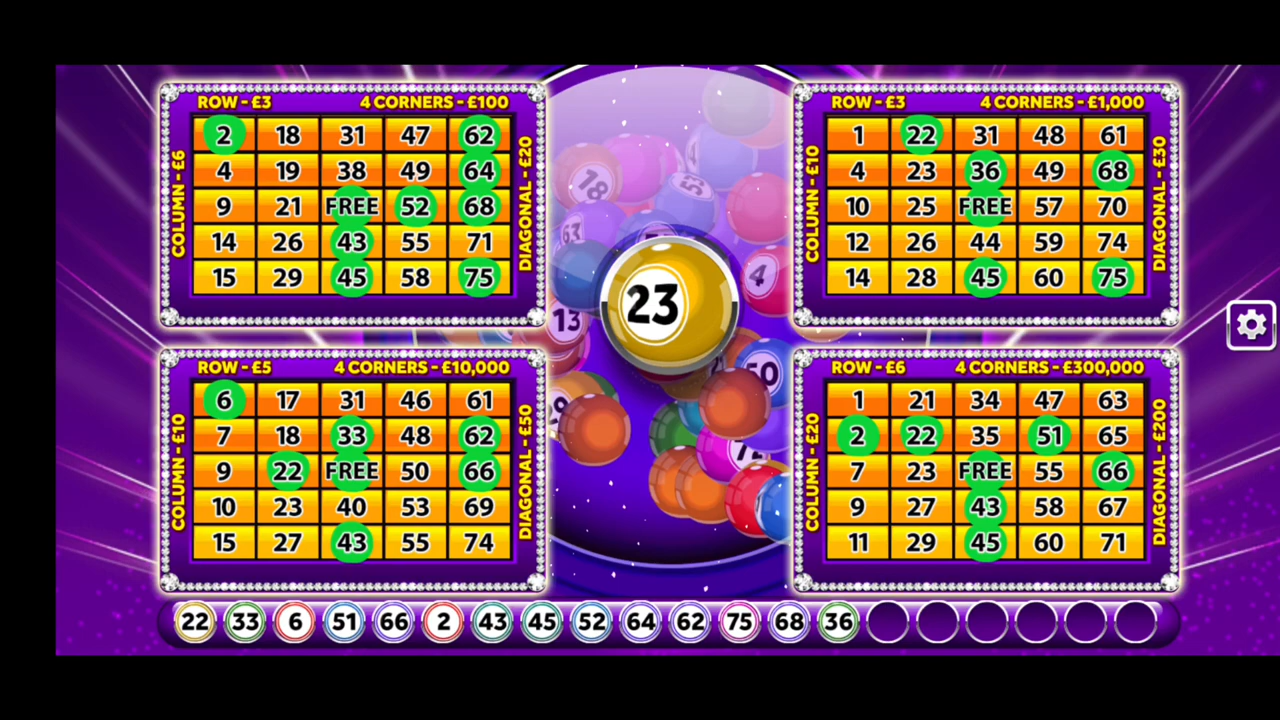 ROW - £3 4 CORNERS - £100
COLUMN - £6
2 18 31 47 62
4 19 38 49 64
9 21 FREE 52 68
14 26 43 55 71
15 29 45 58 75
DIAGONAL - £20
ROW - £3 4 CORNERS - £1,000
COLUMN - £10
1 22 31 48 61
4 23 36 49 68
10 25 FREE 57 70
12 26 44 59 74
14 28 45 60 75
DIAGONAL - £30
18
53
63
4
23
13
50
ROW - £5 4 CORNERS - £10,000
COLUMN - £10
6 17 31 46 61
7 18 33 48 62
9 22 FREE 50 66
10 23 40 53 69
15 27 43 55 74
DIAGONAL - £50
ROW - £6 4 CORNERS - £300,000
COLUMN - £20
1 21 34 47 63
2 22 35 51 65
7 23 FREE 55 66
9 27 43 58 67
11 29 45 60 71
DIAGONAL - £200
22 33 6 51 66 2 43 45 52 64 62 75 68 36